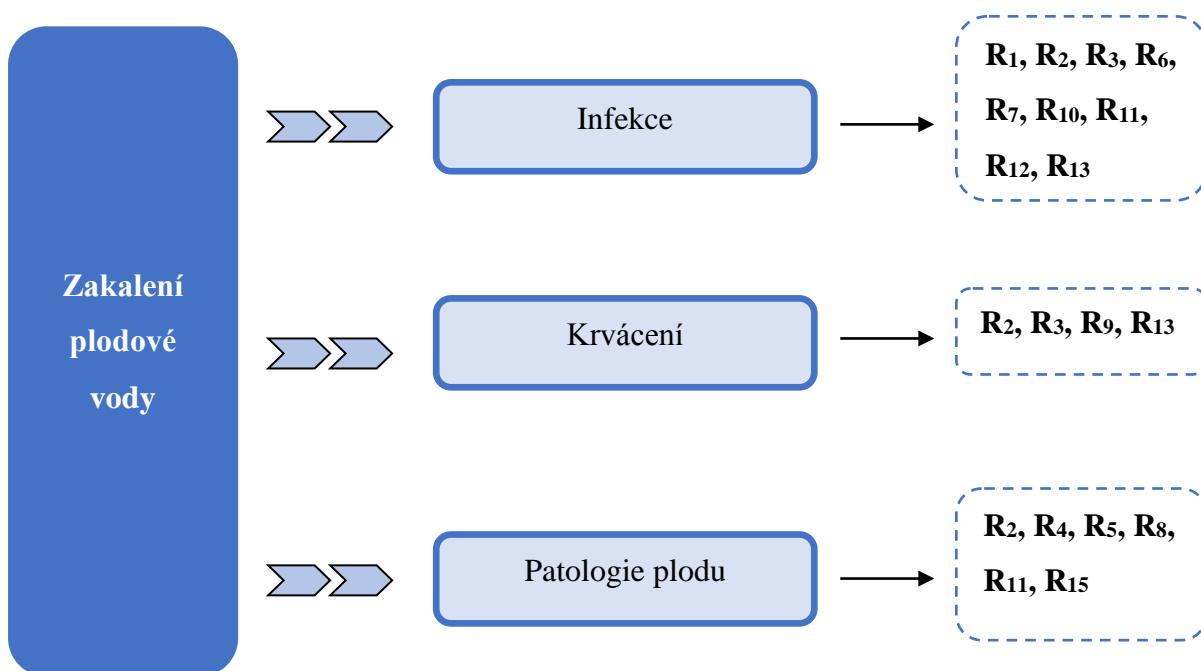 Zakalení
plodové
vody
Infekce
R1, R2, R3, R6,
R7, R10, R11,
R12, R13
Krvácení
R2, R3, R9, R13
Patologie plodu
R2, R4, R5, R8,
R11, R15